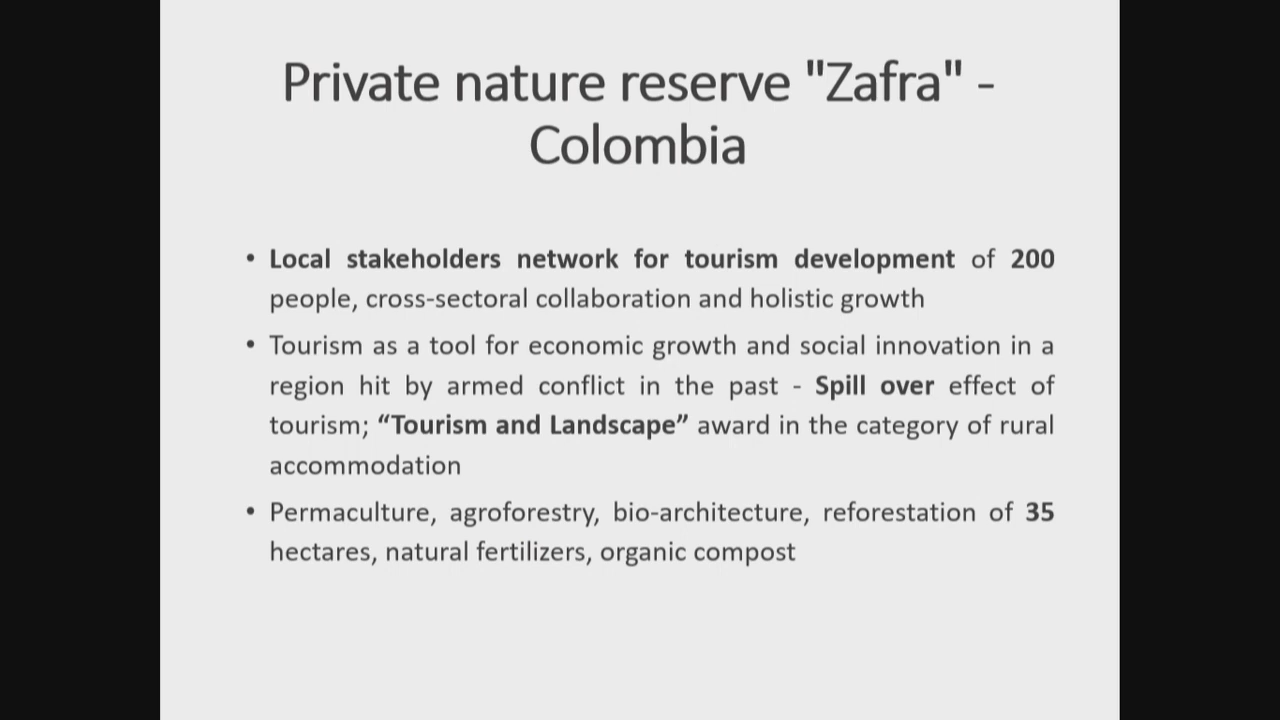 Private nature reserve "Zafra" -
Colombia
• Local stakeholders network for tourism development of 200
people, cross-sectoral collaboration and holistic growth
• Tourism as a tool for economic growth and social innovation in a
region hit by armed conflict in the past - Spill over effect of
tourism; “Tourism and Landscape” award in the category of rural
accommodation
• Permaculture, agroforestry, bio-architecture, reforestation of 35
hectares, natural fertilizers, organic compost